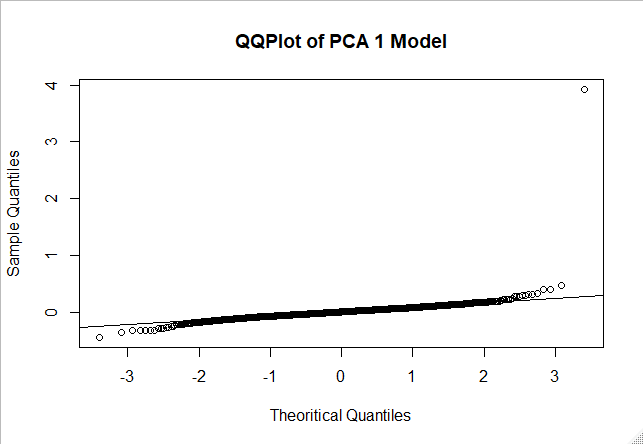 QQPlot of PCA 1 Model
4
3
2
1
0
Sample Quantiles
-3 -2 -1 0 1 2 3
Theoritical Quantiles